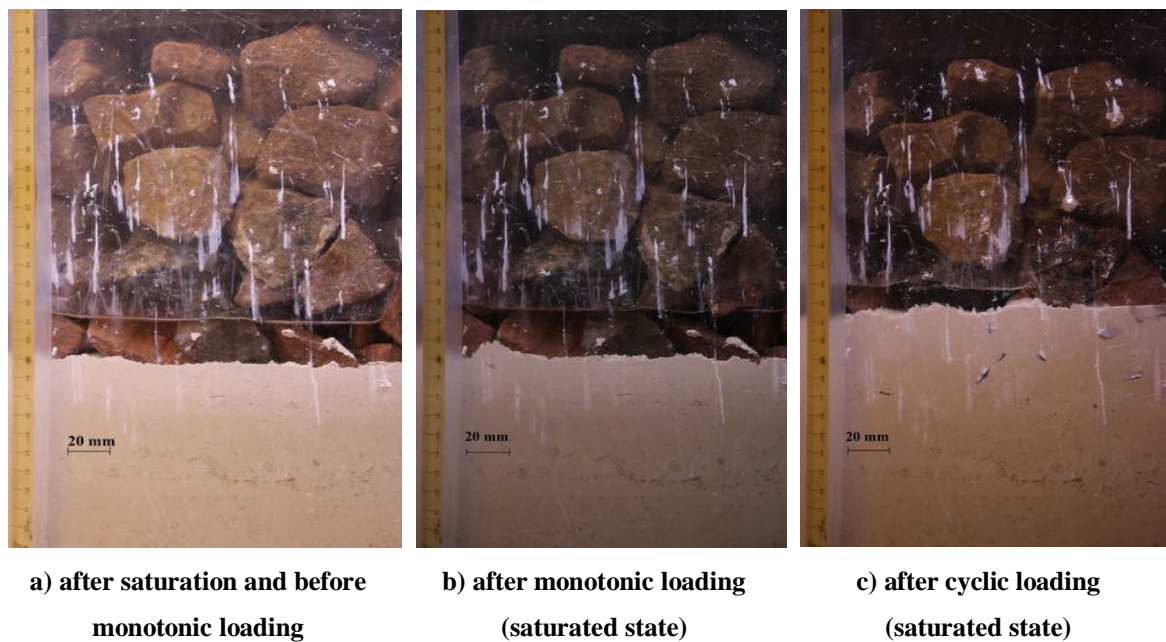 20 mm
20 mm
20 mm
a) after saturation and before
monotonic loading
b) after monotonic loading
(saturated state)
c) after cyclic loading
(saturated state)